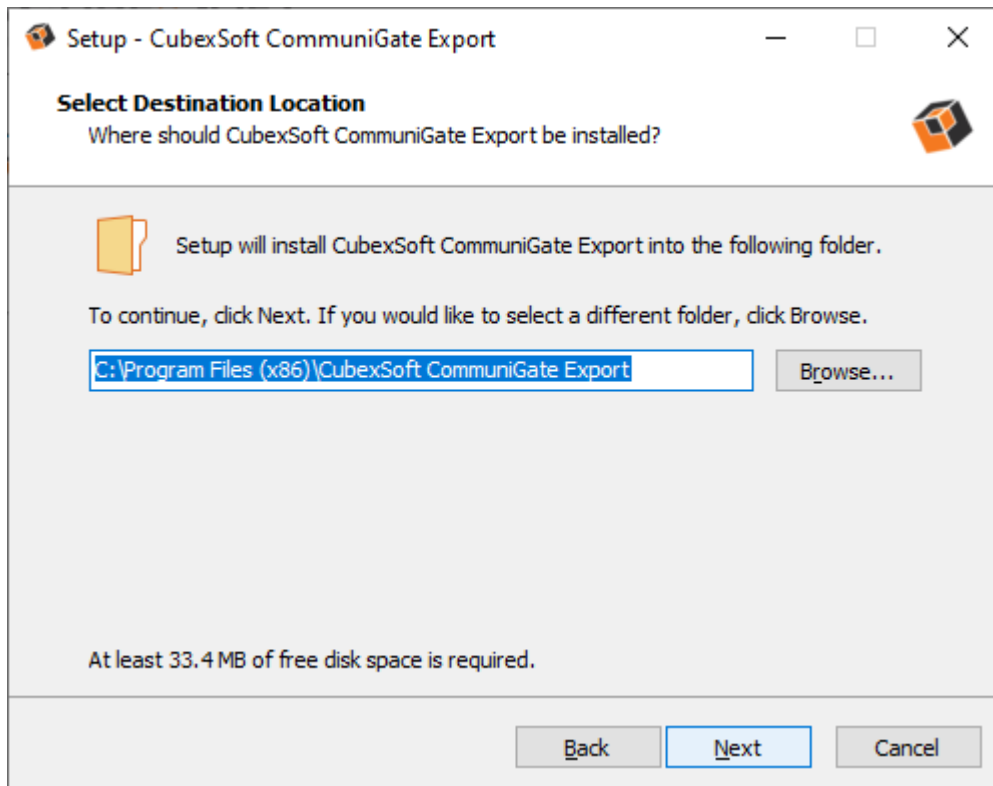 Setup - CubexSoft CommuniGate Export
Select Destination Location
Where should CubexSoft CommuniGate Export be installed?
Setup will install CubexSoft CommuniGate Export into the following folder.
To continue, click Next. If you would like to select a different folder, click Browse.
C:\Program Files (x86)\CubexSoft CommuniGate Export
Browse...
At least 33.4 MB of free disk space is required.
Back Next Cancel